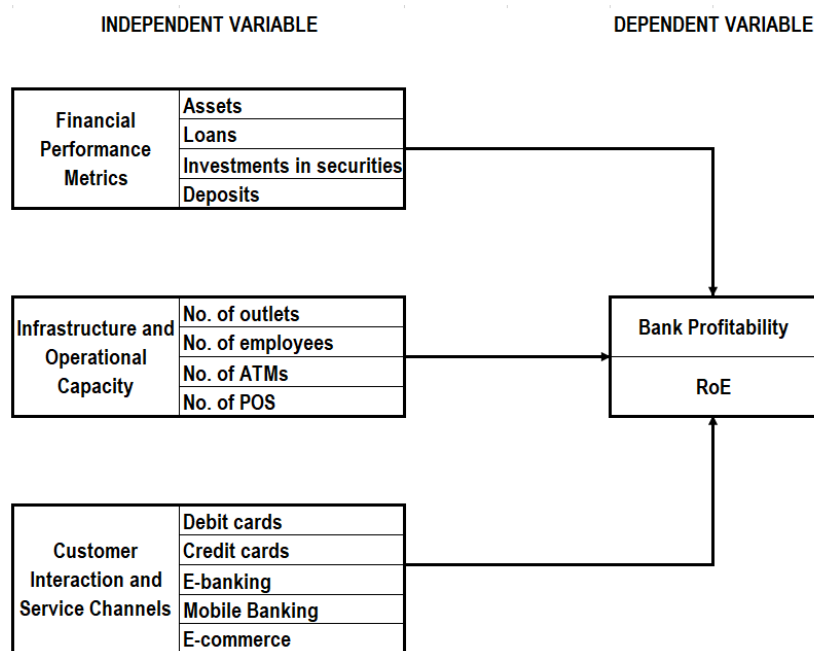 INDEPENDENT VARIABLE
DEPENDENT VARIABLE
Financial
Performance
Metrics
Assets
Loans
Investments in securities
Deposits
Infrastructure and
Operational
Capacity
No. of outlets
No. of employees
No. of ATMs
No. of POS
Bank Profitability
RoE
Customer
Interaction and
Service Channels
Debit cards
Credit cards
E-banking
Mobile Banking
E-commerce